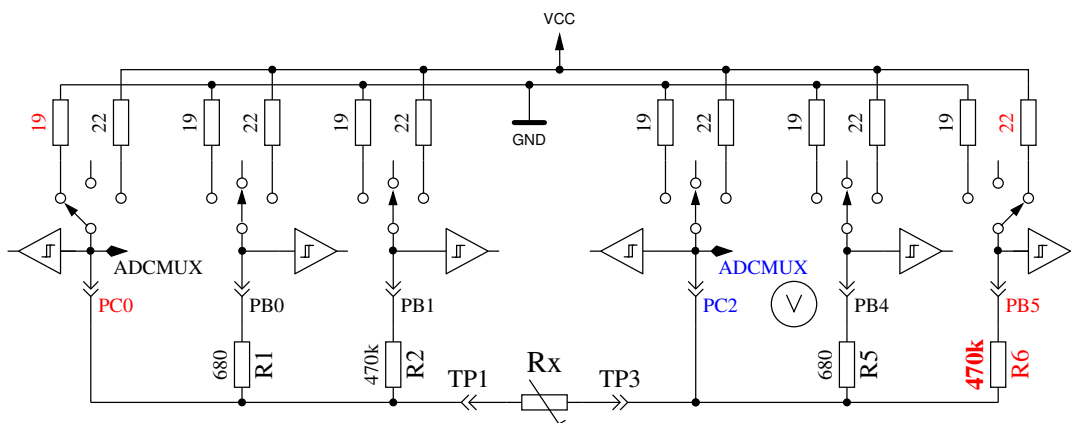 VCC
19
22
19
22
19
22
GND
19
22
19
22
19
22
ADCMUX
ADCMUX
V
PC0
PB0
PB1
PC2
PB4
PB5
680
R1
470k
R2
TP1
Rx
TP3
680
R5
470k
R6